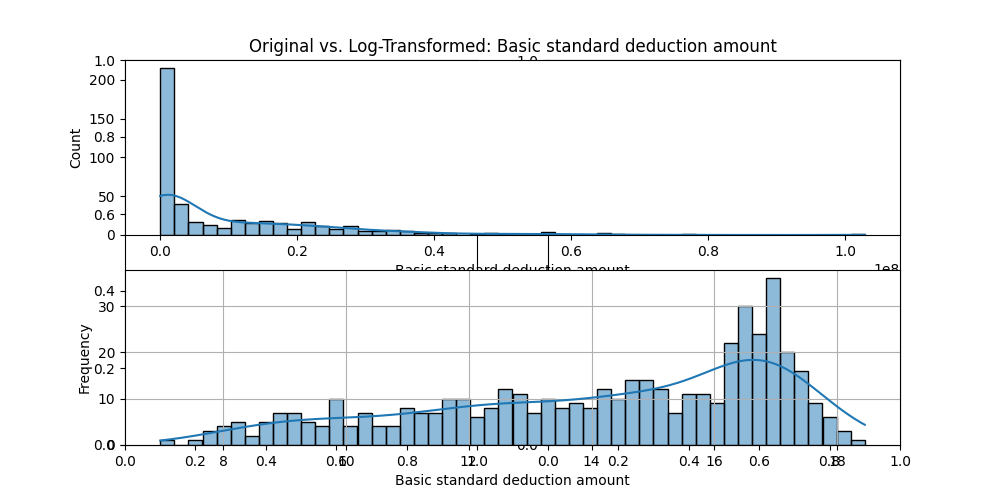 Original vs. Log-Transformed: Basic standard deduction amount
1.0
200
150
0.8
100
50
0.6
0
Count
0.0 0.2 0.4 0.6 0.8 1.0
Basic standard deduction amount
1e8
0.4
30
20
0.2
10
0.0
Frequency
0.0 0.2 8 0.4 0.6 10 0.8 12 1.0 0.0 14 0.2 0.4 16 0.6 0.8 18 1.0
Basic standard deduction amount